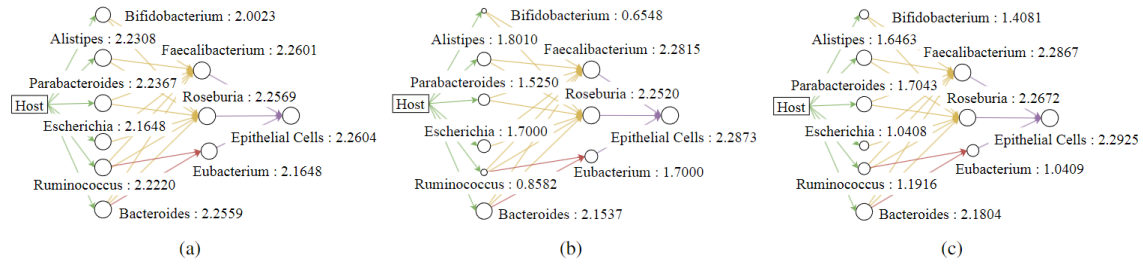 Bifidobacterium : 2.0023
Alistipes : 2.2308
Faecalibacterium : 2.2601
Parabacteroides : 2.2367
Host
Roseburia : 2.2569
Escherichia : 2.1648
Epithelial Cells : 2.2604
Eubacterium : 2.1648
Ruminococcus : 2.2220
Bacteroides : 2.2559
(a)
Bifidobacterium : 0.6548
Alistipes : 1.8010
Faecalibacterium : 2.2815
Parabacteroides : 1.5250
Host
Roseburia : 2.2520
Escherichia : 1.7000
Epithelial Cells : 2.2873
Eubacterium : 1.7000
Ruminococcus : 0.8582
Bacteroides : 2.1537
(b)
Bifidobacterium : 1.4081
Alistipes : 1.6463
Faecalibacterium : 2.2867
Parabacteroides : 1.7043
Host
Roseburia : 2.2672
Escherichia : 1.0408
Epithelial Cells : 2.2925
Eubacterium : 1.0409
Ruminococcus : 1.1916
Bacteroides : 2.1804
(c)